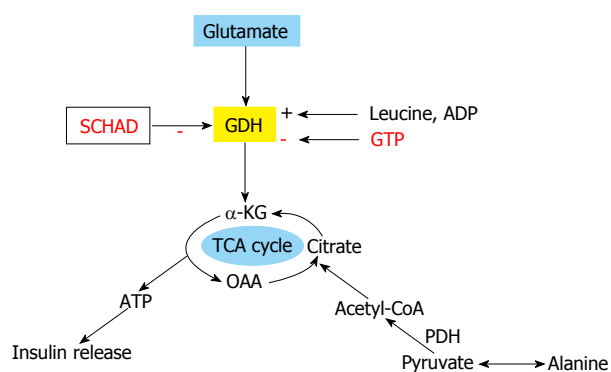 Glutamate
+
Leucine, ADP
SCHAD
-
GDH
-
GTP
α-KG
TCA cycle
Citrate
OAA
ATP
Acetyl-CoA
PDH
Insulin release
Pyruvate
Alanine